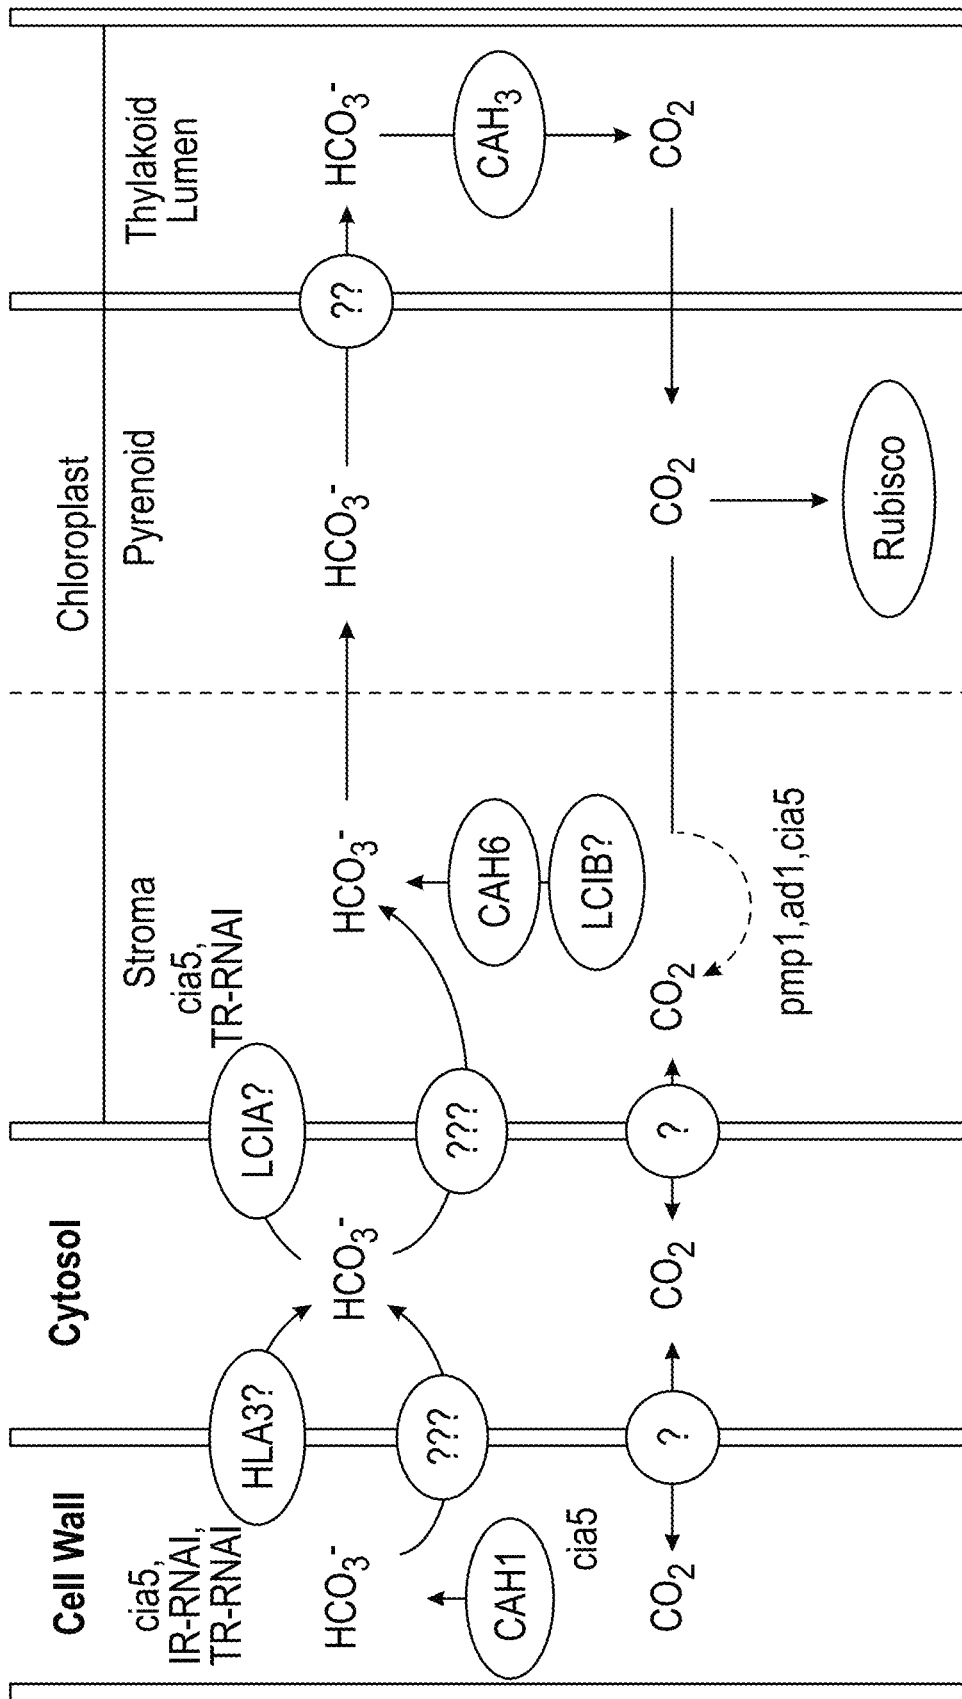 Cell Wall
Cytosol
Chloroplast
Stroma
Pyrenoid
Thylakoid
Lumen
cia5,
IR-RNAI,
TR-RNAI
HLA3?
LCIA?
cia5,
TR-RNAI
HCO3-
HCO3-
HCO3-
HCO3-
??
HCO3-
???
???
CAH1
cia5
CAH6
LCIB?
CAH3
CO2
?
CO2
?
CO2
CO2
CO2
pmp1,ad1,cia5
Rubisco